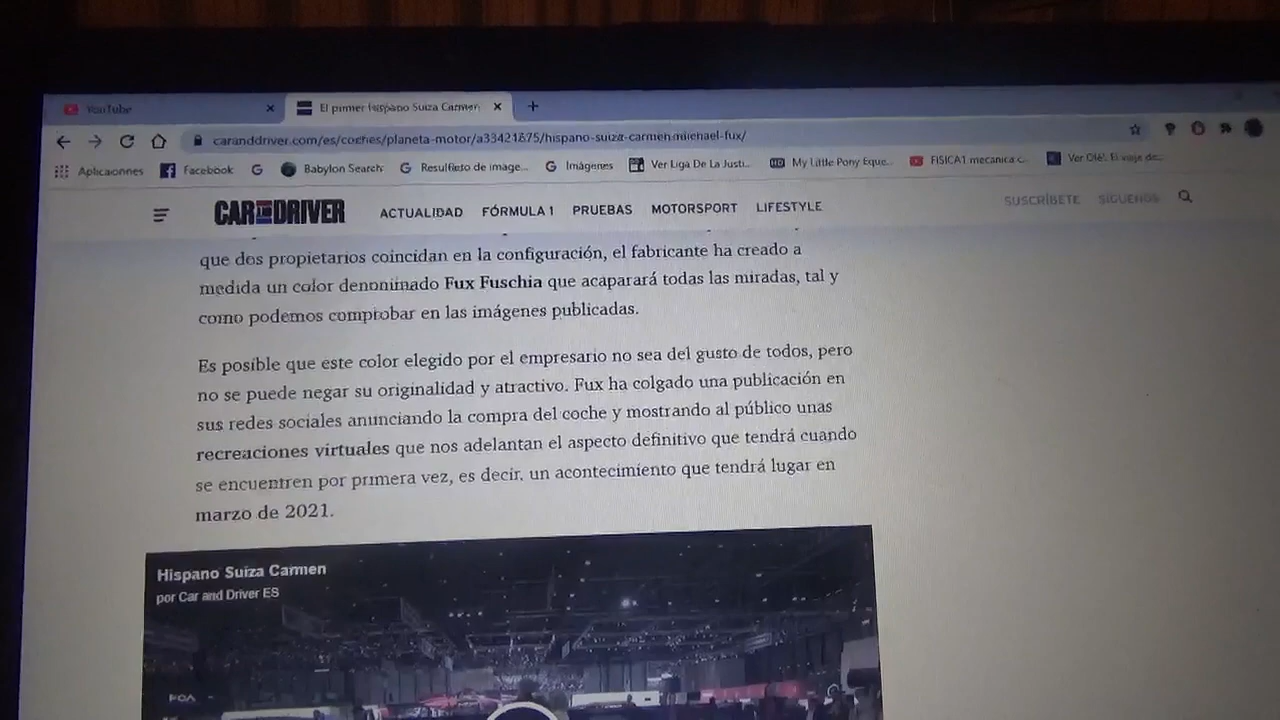 YouTube
El primer Hispano Suiza Carmen
caranddriver.com/es/coches/planeta-motor/a33421675/hispano-suiza-carmen-michael-fux/
Aplicaciones Facebook Babylon Search Resultado de image... Imágenes Ver Liga De La Justi... My Little Pony Eque... FISICA1 mecanica c... Ver Olé!. El viaje de...
CAR AND DRIVER ACTUALIDAD FÓRMULA 1 PRUEBAS MOTORSPORT LIFESTYLE SUSCRÍBETE SÍGUENOS
que dos propietarios coincidan en la configuración, el fabricante ha creado a
medida un color denominado Fux Fuschia que acaparará todas las miradas, tal y
como podemos comprobar en las imágenes publicadas.
Es posible que este color elegido por el empresario no sea del gusto de todos, pero
no se puede negar su originalidad y atractivo. Fux ha colgado una publicación en
sus redes sociales anunciando la compra del coche y mostrando al público unas
recreaciones virtuales que nos adelantan el aspecto definitivo que tendrá cuando
se encuentren por primera vez, es decir, un acontecimiento que tendrá lugar en
marzo de 2021.
Hispano Suiza Carmen
por Car and Driver ES
FCA